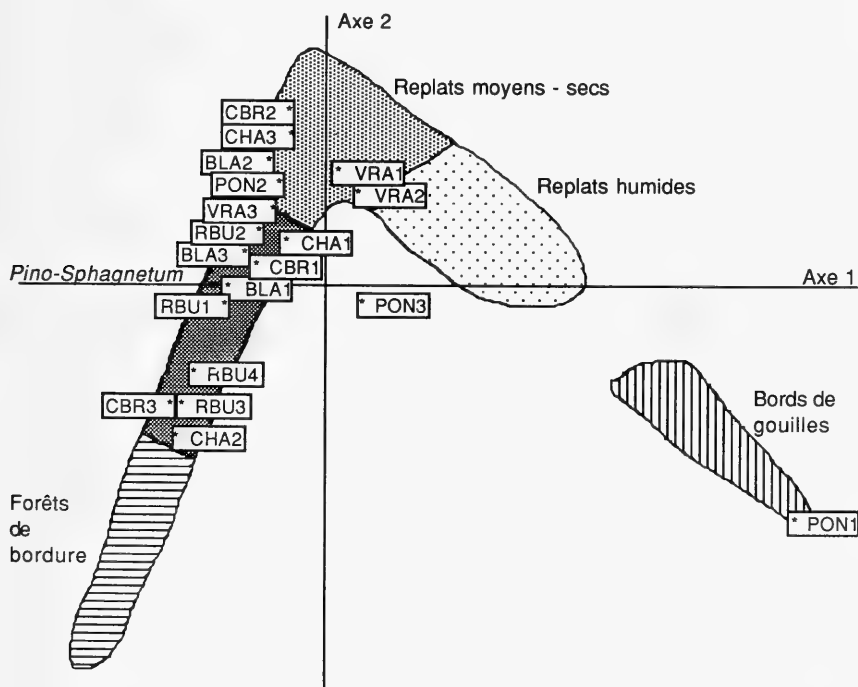 Axe 2
Replats moyens - secs
CBR2 *
CHA3 *
BLA2 *
* VRA1
PON2 *
Replats humides
* VRA2
VRA3 *
RBU2 *
* CHA1
BLA3 *
* CBR1
Pino-Sphagnetum
Axe 1
* BLA1
RBU1 *
* PON3
* RBU4
CBR3 *
* RBU3
Bords de
gouilles
* CHA2
Forêts
de
bordure
* PON1